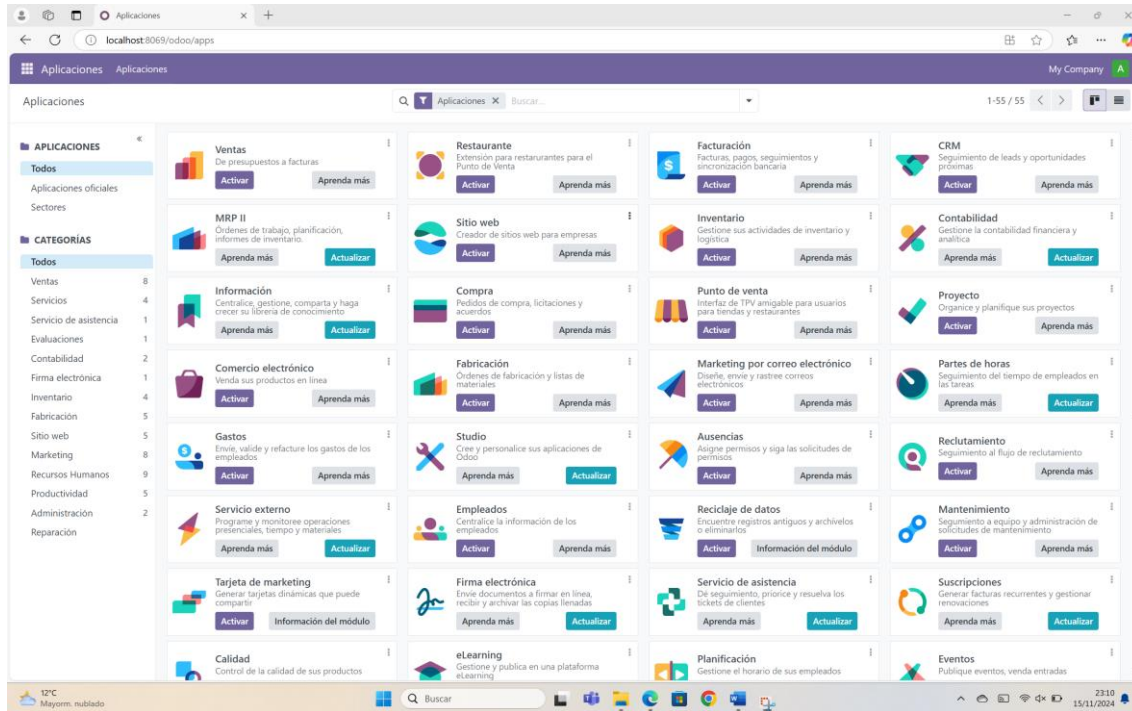 Aplicaciones
localhost:8069/odoo/apps
Aplicaciones Aplicaciones
My Company A
Aplicaciones
Aplicaciones
Buscar...
1-55 / 55
APLICACIONES
Todos
Aplicaciones oficiales
Sectores
CATEGORÍAS
Todos
Ventas 8
Servicios 4
Servicio de asistencia 1
Evaluaciones 1
Contabilidad 2
Firma electrónica 1
Inventario 4
Fabricación 5
Sitio web 5
Marketing 8
Recursos Humanos 9
Productividad 5
Administración 2
Reparación
Ventas
De presupuestos a facturas
Activar Aprenda más
Restaurante
Extensión para restarurantes para el
Punto de Venta
Activar Aprenda más
Facturación
Facturas, pagos, seguimientos y
sincronización bancaria
Activar Aprenda más
CRM
Seguimiento de leads y oportunidades
próximas
Activar Aprenda más
MRP II
Órdenes de trabajo, planificación,
informes de inventario.
Aprenda más Actualizar
Sitio web
Creador de sitios web para empresas
Activar Aprenda más
Inventario
Gestione sus actividades de inventario y
logística
Activar Aprenda más
Contabilidad
Gestione la contabilidad financiera y
analítica
Aprenda más Actualizar
Información
Centralice, gestione, comparta y haga
crecer su librería de conocimiento
Aprenda más Actualizar
Compra
Pedidos de compra, licitaciones y
acuerdos
Activar Aprenda más
Punto de venta
Interfaz de TPV amigable para usuarios
para tiendas y restaurantes
Activar Aprenda más
Proyecto
Organice y planifique sus proyectos
Activar Aprenda más
Comercio electrónico
Venda sus productos en línea
Activar Aprenda más
Fabricación
Órdenes de fabricación y listas de
materiales
Activar Aprenda más
Marketing por correo electrónico
Diseñe, envíe y rastree correos
electrónicos
Activar Aprenda más
Partes de horas
Seguimiento del tiempo de empleados en
las tareas
Aprenda más Actualizar
Gastos
Envíe, valide y refacture los gastos de los
empleados
Activar Aprenda más
Studio
Cree y personalice sus aplicaciones de
Odoo
Aprenda más Actualizar
Ausencias
Asigne permisos y siga las solicitudes de
permisos
Activar Aprenda más
Reclutamiento
Seguimiento al flujo de reclutamiento
Activar Aprenda más
Servicio externo
Programe y monitoree operaciones
presenciales, tiempo y materiales
Aprenda más Actualizar
Empleados
Centralice la información de los
empleados
Activar Aprenda más
Reciclaje de datos
Encuentre registros antiguos y archívelos
o elimínarlos
Activar Información del módulo
Mantenimiento
Segumiento a equipo y administración de
solicitudes de mantenimiento
Activar Aprenda más
Tarjeta de marketing
Generar tarjetas dinámicas que puede
compartir
Activar Información del módulo
Firma electrónica
Envíe documentos a firmar en línea,
recibir y archivar las copias llenadas
Aprenda más Actualizar
Servicio de asistencia
Dé seguimiento, priorice y resuelva los
tickets de clientes
Aprenda más Actualizar
Suscripciones
Generar facturas recurrentes y gestionar
renovaciones
Aprenda más Actualizar
Calidad
Control de la calidad de sus productos
eLearning
Gestione y publica en una plataforma
eLearning
Planificación
Gestione el horario de sus empleados
Eventos
Publique eventos, venda entradas
12°C
Mayorm. nublado
Buscar
23:10
15/11/2024